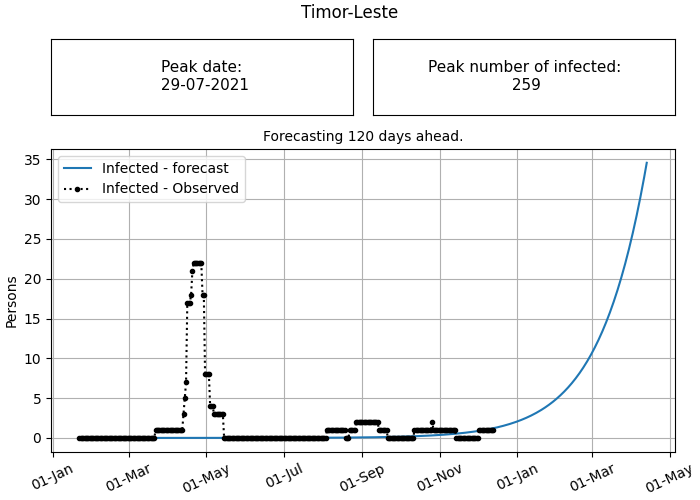 Timor-Leste
Peak date:
29-07-2021
Peak number of infected:
259
Forecasting 120 days ahead.
Infected - forecast
Infected - Observed
Persons
35
30
25
20
15
10
5
0
01-Jan
01-Mar
01-May
01-Jul
01-Sep
01-Nov
01-Jan
01-Mar
01-May